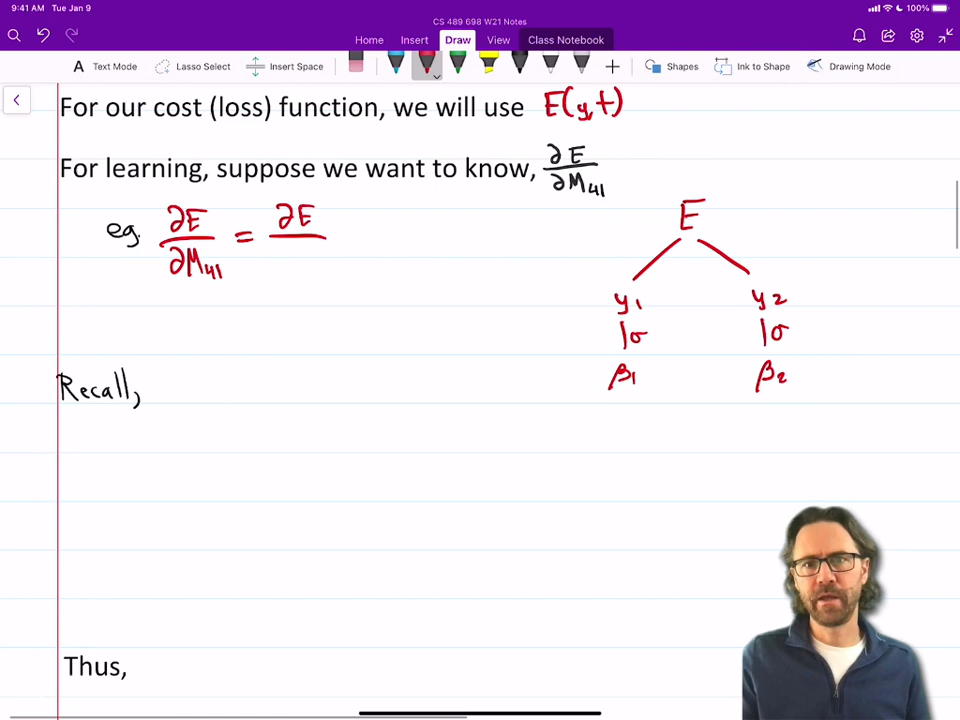 9:41 AM Tue Jan 9
100%
CS 489 698 W21 Notes
Home Insert Draw View Class Notebook
A Text Mode Lasso Select Insert Space Shapes Ink to Shape Drawing Mode
For our cost (loss) function, we will use E(y,t)
For learning, suppose we want to know, ∂E/∂M₄₁
eg. ∂E/∂M₄₁ = ∂E
E
y₁ y₂
σ σ
β₁ β₂
Recall,
Thus,